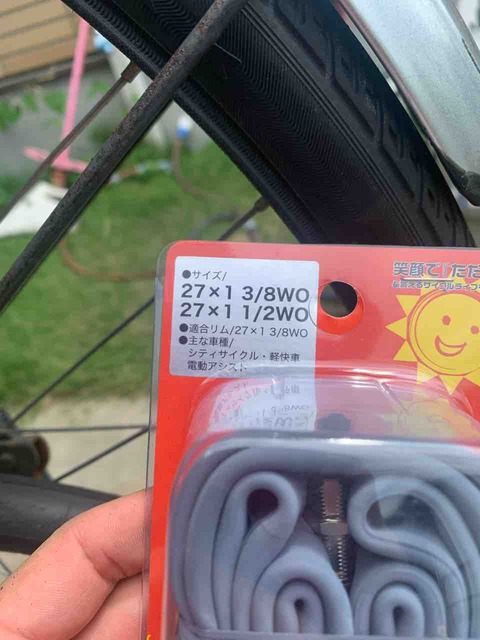 ●サイズ/
27×1 3/8WO
27×1 1/2WO
●適合リム/27×1 3/8WO
●主な車種/
シティサイクル・軽快車
電動アシスト
笑顔で!ただ